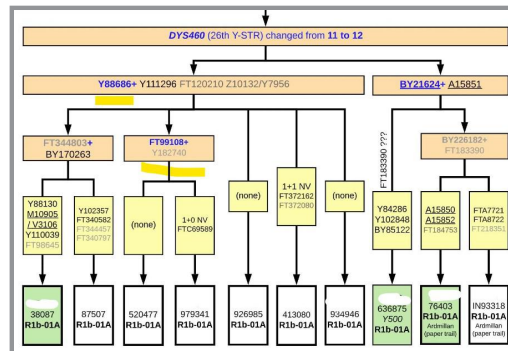 DYS460 (26th Y-STR) changed from 11 to 12
Y88686+ Y111296 FT120210 Z10132/Y7956
BY21624+ A15851
FT344803+
BY170263
FT99108+
Y182740
FT183390 ???
BY226182+
FT183390
Y88130
M10905
/ V3106
Y110039
FT98645
Y102357
FT340582
FT344457
FT340797
(none)
1+0 NV
FTC69589
(none)
1+1 NV
FT372162
FT372080
(none)
Y84286
Y102848
BY85122
A15850
A15852
FT184753
FTA7721
FTA8722
FT218351
38087
R1b-01A
87507
R1b-01A
520477
R1b-01A
979341
R1b-01A
926985
R1b-01A
413080
R1b-01A
934946
R1b-01A
636875
Y500
R1b-01A
76403
R1b-01A
Ardmillan
(paper trail)
IN93318
R1b-01A
Ardmillan
(paper trail)